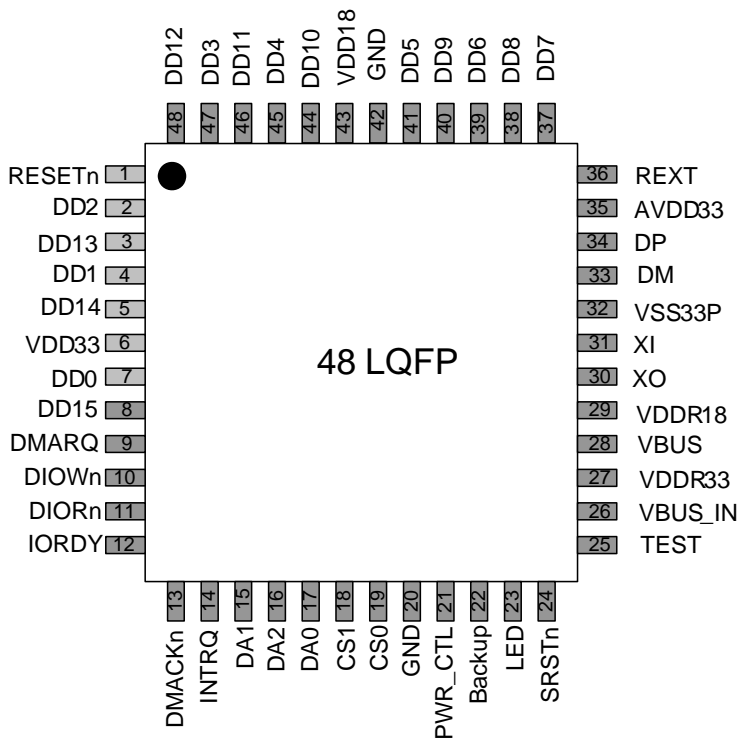 DD12 DD3 DD11 DD4 DD10 VDD18 GND DD5 DD9 DD6 DD8 DD7
48 47 46 45 44 43 42 41 40 39 38 37
RESETn 1
DD2 2
DD13 3
DD1 4
DD14 5
VDD33 6
DD0 7
DD15 8
DMARQ 9
DIOWn 10
DIORn 11
IORDY 12
48 LQFP
36 REXT
35 AVDD33
34 DP
33 DM
32 VSS33P
31 XI
30 XO
29 VDDR18
28 VBUS
27 VDDR33
26 VBUS_IN
25 TEST
13 14 15 16 17 18 19 20 21 22 23 24
DMACKn INTRQ DA1 DA2 DA0 CS1 CS0 GND PWR_CTL Backup LED SRSTn